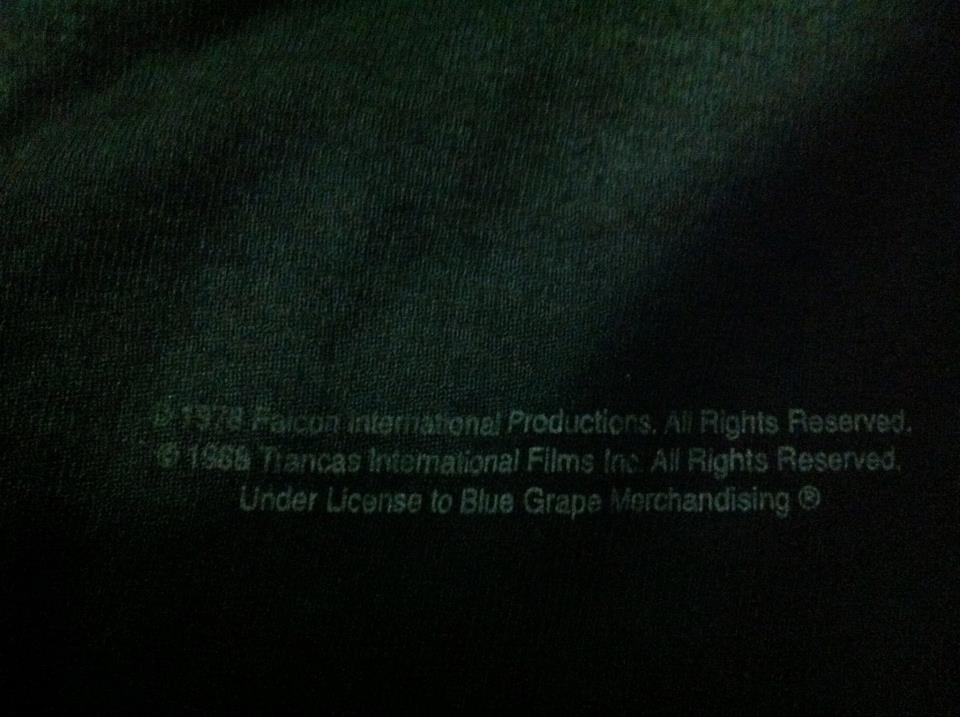 © 1978 Falcon International Productions. All Rights Reserved.
© 1988 Trancas International Films Inc. All Rights Reserved.
Under License to Blue Grape Merchandising ®